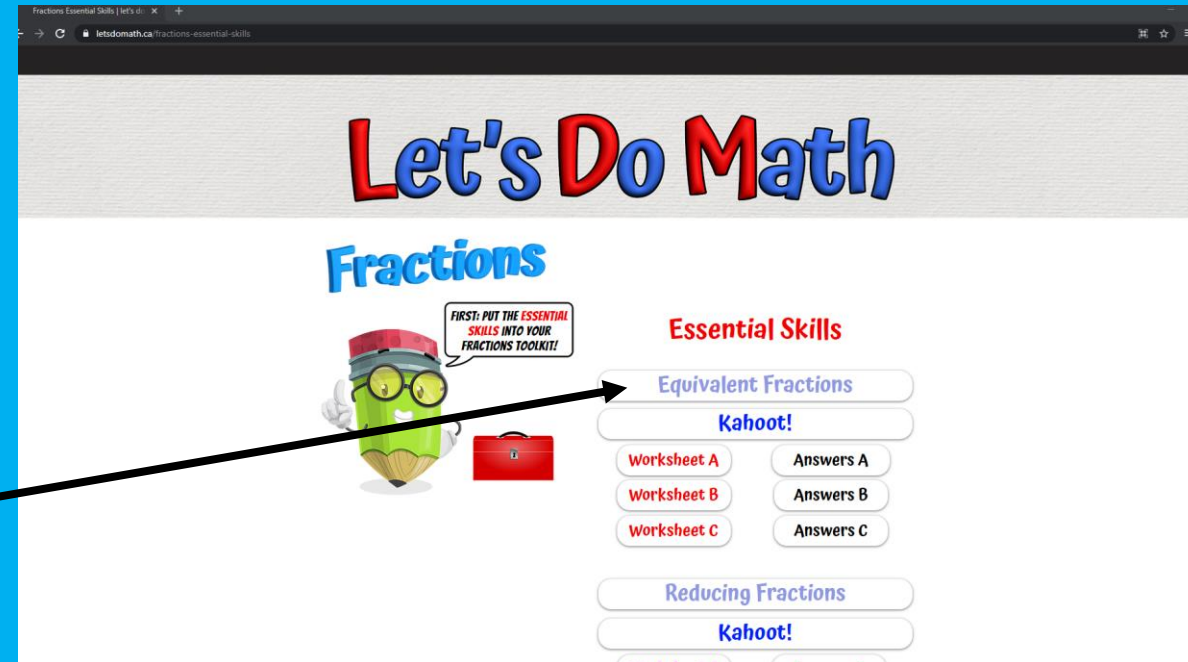 Fractions Essential Skills | let's do
letsdomath.ca/fractions-essential-skills
Let's Do Math
Fractions
FIRST: PUT THE ESSENTIAL
SKILLS INTO YOUR
FRACTIONS TOOLKIT!
Essential Skills
Equivalent Fractions
Kahoot!
Worksheet A Answers A
Worksheet B Answers B
Worksheet C Answers C
Reducing Fractions
Kahoot!